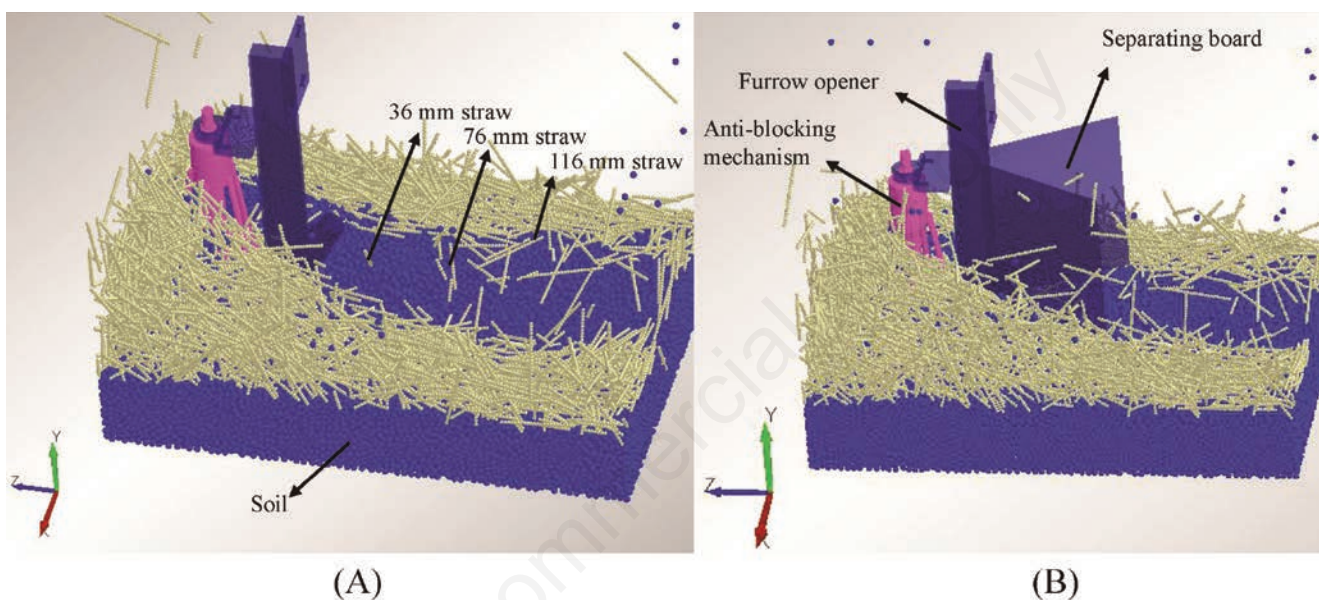 36 mm straw
76 mm straw
116 mm straw
Soil
Y
Z
X
(A)
Separating board
Furrow opener
Anti-blocking
mechanism
Y
Z
X
(B)